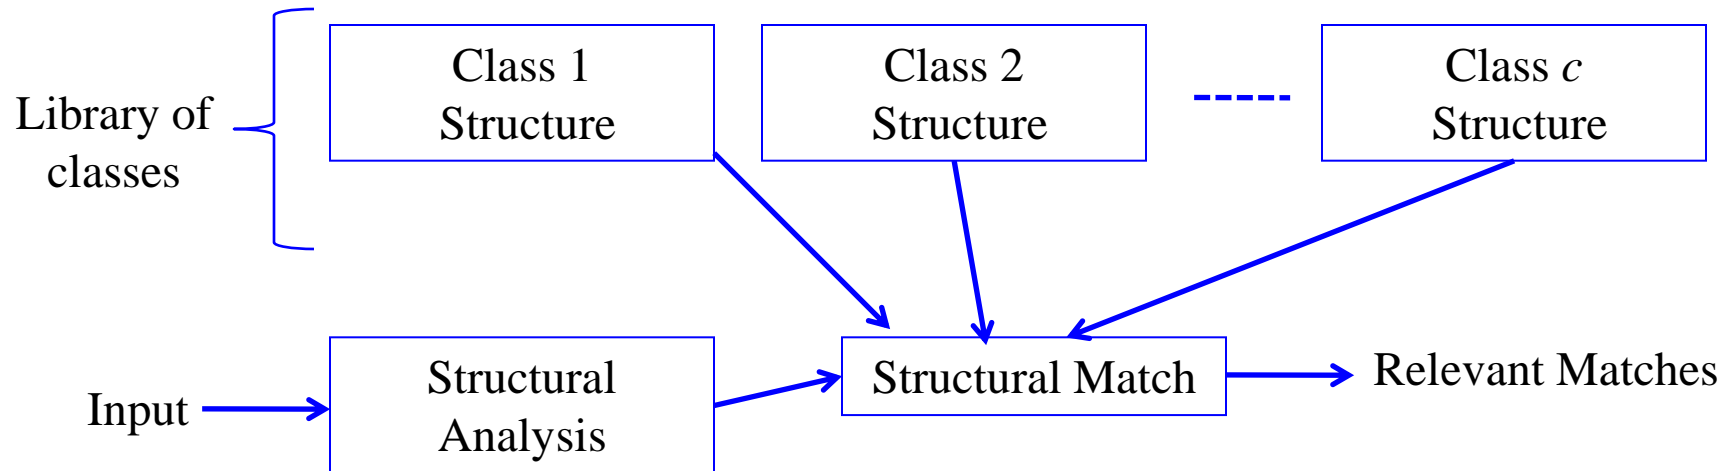 Library of
classes
Class 1
Structure
Class 2
Structure
Class c
Structure
Input
Structural
Analysis
Structural Match
Relevant Matches